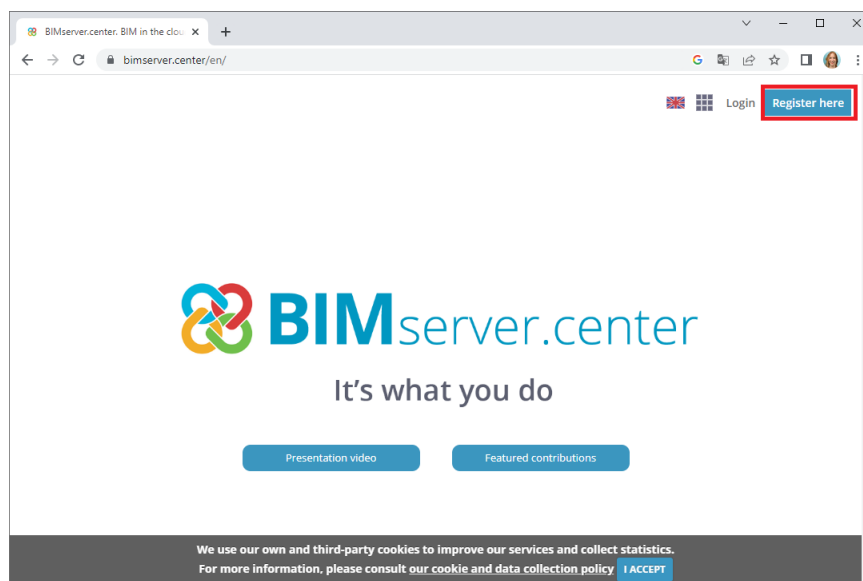 BIMserver.center. BIM in the clou
bimserver.center/en/
Login Register here
BIMserver.center
It's what you do
Presentation video Featured contributions
We use our own and third-party cookies to improve our services and collect statistics.
For more information, please consult our cookie and data collection policy I ACCEPT